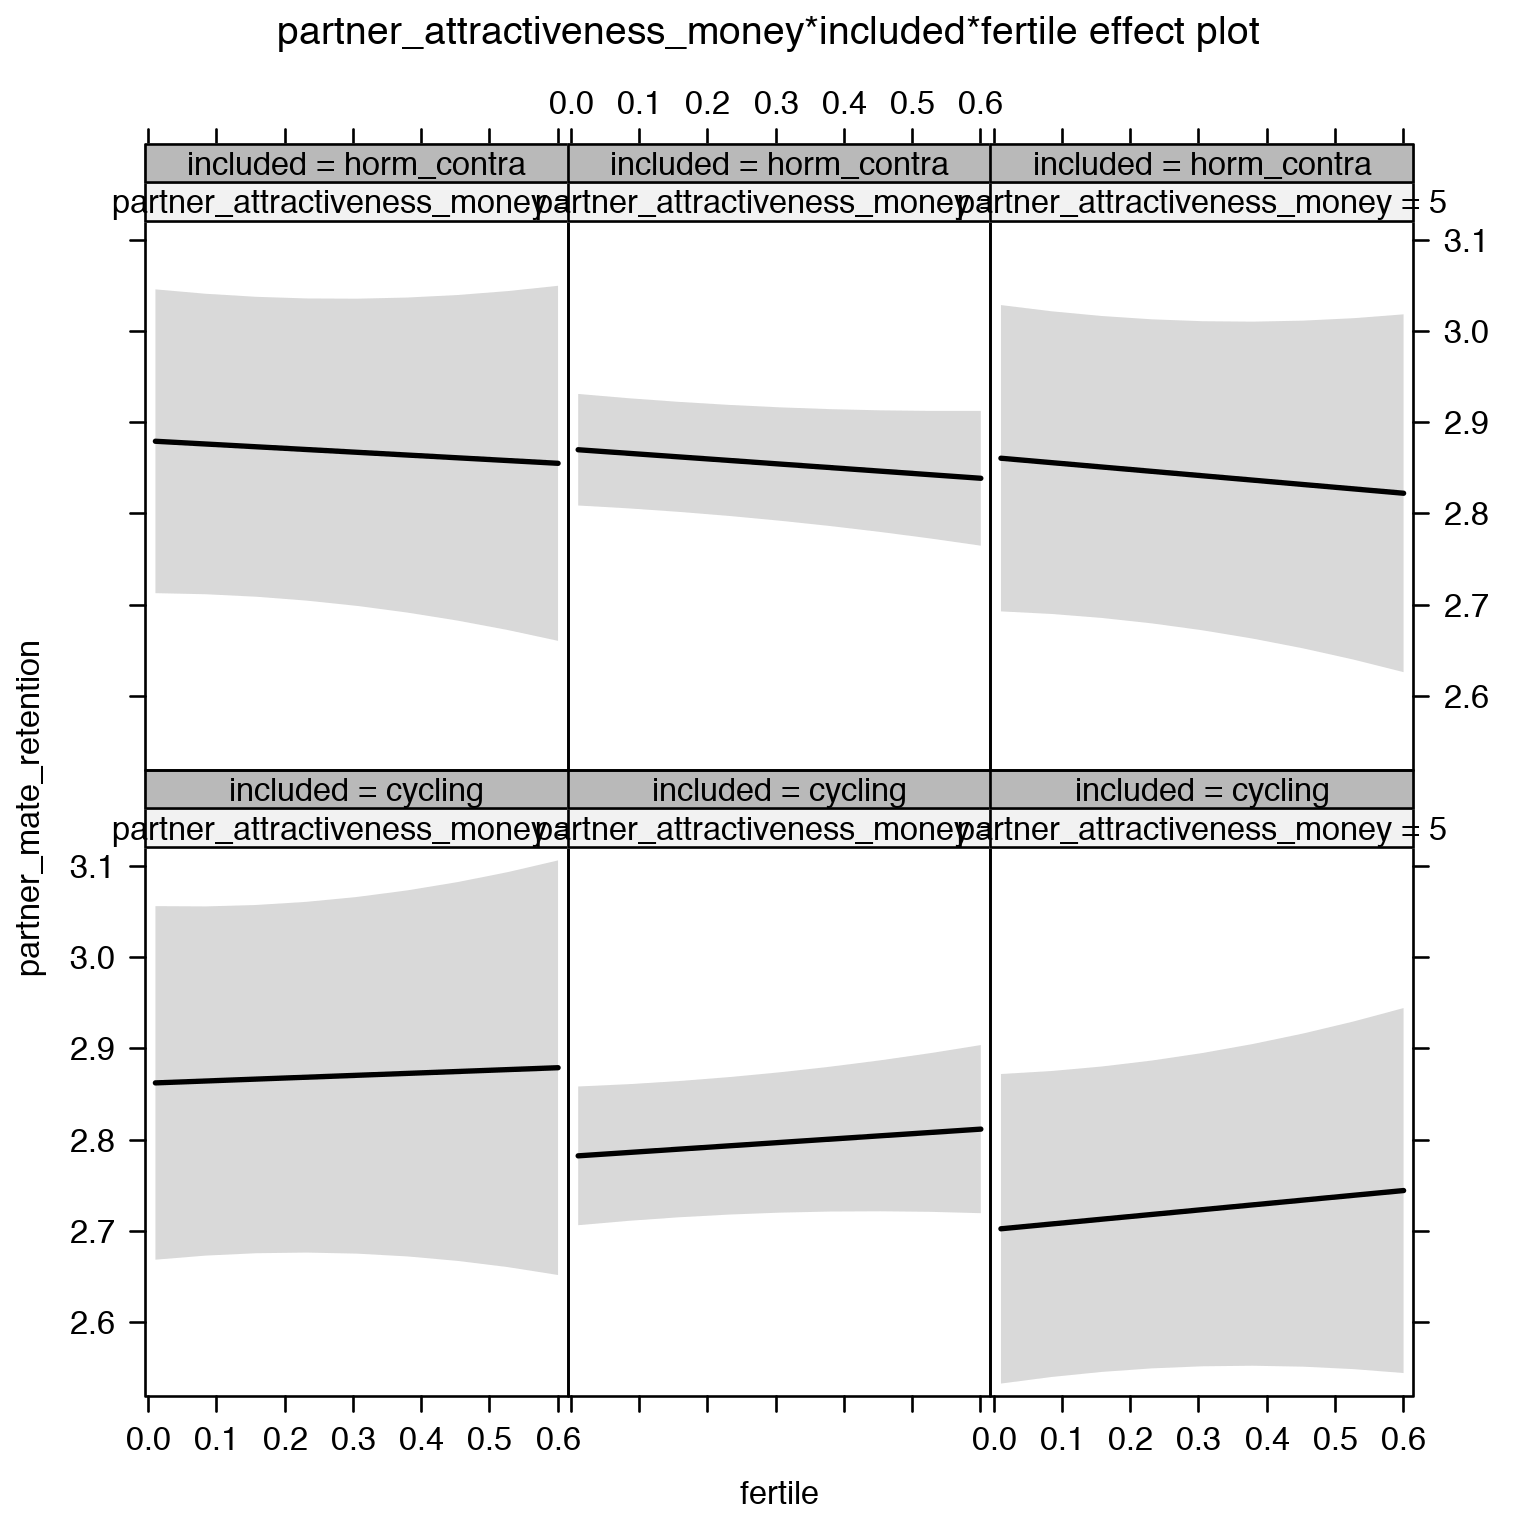 partner_attractiveness_money*included*fertile effect plot
0.0 0.1 0.2 0.3 0.4 0.5 0.6
included = horm_contra included = horm_contra included = horm_contra
partner_attractiveness_money = partner_attractiveness_money = partner_attractiveness_money = 5
3.1
3.0
2.9
2.8
2.7
2.6
partner_mate_retention
included = cycling included = cycling included = cycling
partner_attractiveness_money = partner_attractiveness_money = partner_attractiveness_money = 5
3.1
3.0
2.9
2.8
2.7
2.6
0.0 0.1 0.2 0.3 0.4 0.5 0.6 0.0 0.1 0.2 0.3 0.4 0.5 0.6
fertile